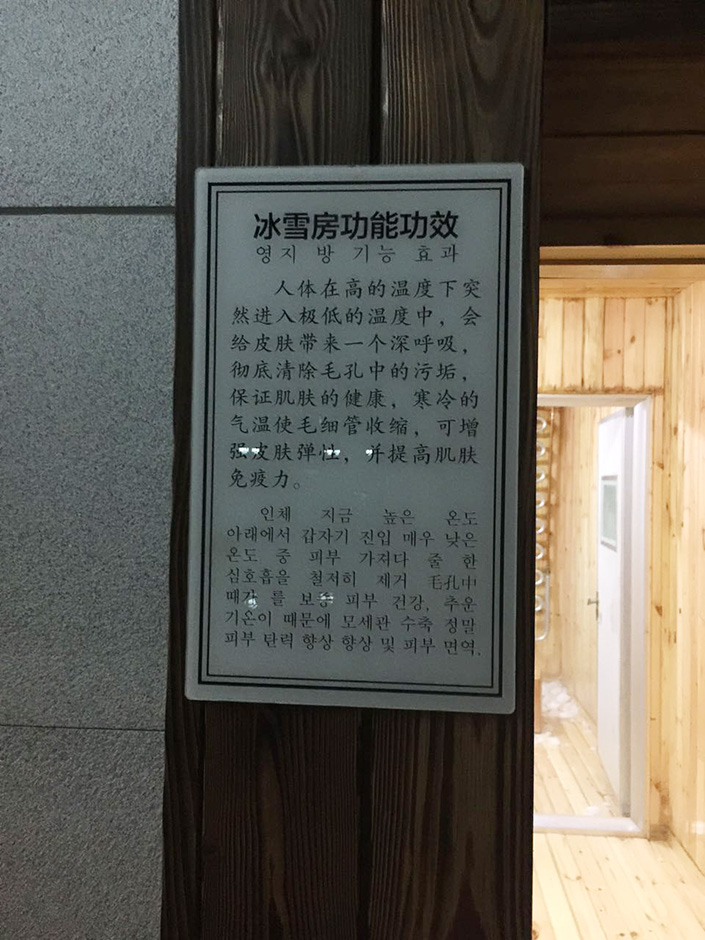 冰雪房功能功效
영지 방 기능 효과
人体在高的温度下突
然进入极低的温度中，会
给皮肤带来一个深呼吸，
彻底清除毛孔中的污垢，
保证肌肤的健康，寒冷的
气温使毛细管收缩，可增
强皮肤弹性，并提高肌肤
免疫力。
인체 지금 높은 온도
아래에서 갑자기 진입 매우 낮은
온도 중 피부 가져다 줄 한
심호흡을 철저히 제거 毛孔中
때가 를 보증 피부 건강, 추운
기온이 때문에 모세관 수축 정말
피부 탄력 향상 향상 및 피부 면역.